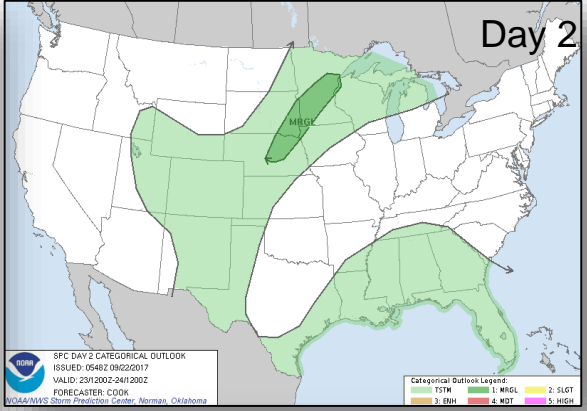 Day 2
MRGL
SPC DAY 2 CATEGORICAL OUTLOOK
ISSUED: 0548Z 09/22/2017
VALID: 23/1200Z-24/1200Z
FORECASTER: COOK
NOAA/NWS Storm Prediction Center, Norman, Oklahoma
NOAA
Categorical Outlook Legend:
TSTM 1: MRGL 2: SLGT
3: ENH 4: MDT 5: HIGH